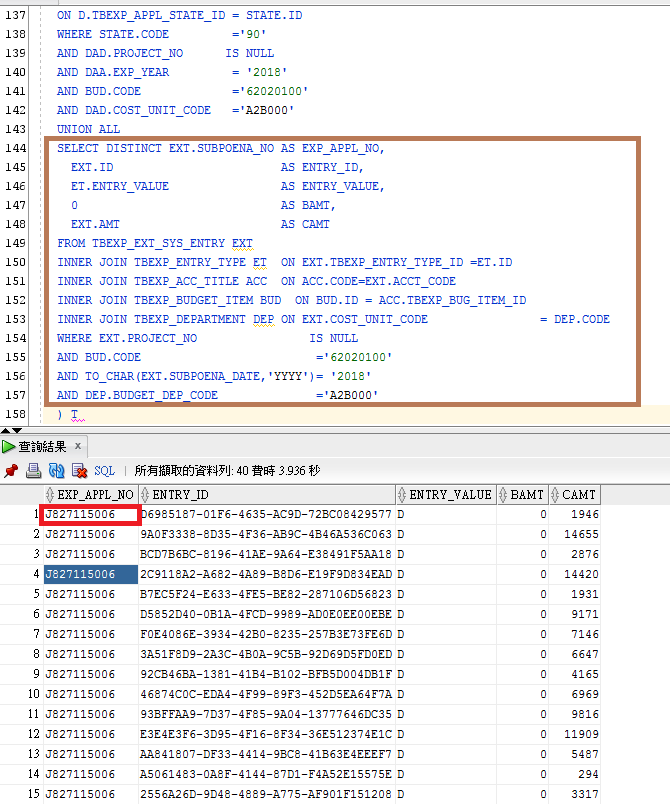 137 ON D.TBEXP_APPL_STATE_ID = STATE.ID
138 WHERE STATE.CODE ='90'
139 AND DAD.PROJECT_NO IS NULL
140 AND DAA.EXP_YEAR = '2018'
141 AND BUD.CODE ='62020100'
142 AND DAD.COST_UNIT_CODE ='A2B000'
143 UNION ALL
144 SELECT DISTINCT EXT.SUBPOENA_NO AS EXP_APPL_NO,
145 EXT.ID AS ENTRY_ID,
146 ET.ENTRY_VALUE AS ENTRY_VALUE,
147 0 AS BAMT,
148 EXT.AMT AS CAMT
149 FROM TBEXP_EXT_SYS_ENTRY EXT
150 INNER JOIN TBEXP_ENTRY_TYPE ET ON EXT.TBEXP_ENTRY_TYPE_ID =ET.ID
151 INNER JOIN TBEXP_ACC_TITLE ACC ON ACC.CODE=EXT.ACCT_CODE
152 INNER JOIN TBEXP_BUDGET_ITEM BUD ON BUD.ID = ACC.TBEXP_BUG_ITEM_ID
153 INNER JOIN TBEXP_DEPARTMENT DEP ON EXT.COST_UNIT_CODE = DEP.CODE
154 WHERE EXT.PROJECT_NO IS NULL
155 AND BUD.CODE ='62020100'
156 AND TO_CHAR(EXT.SUBPOENA_DATE,'YYYY')= '2018'
157 AND DEP.BUDGET_DEP_CODE ='A2B000'
158 ) T
查詢結果 ×
SQL | 所有擷取的資料列: 40 費時 3.936 秒
EXP_APPL_NO ENTRY_ID ENTRY_VALUE BAMT CAMT
1 J827115006 D6985187-01F6-4635-AC9D-72BC08429577 D 0 1946
2 J827115006 9A0F3338-8D35-4F36-AB9C-4B46A536C063 D 0 14655
3 J827115006 BCD7B6BC-8196-41AE-9A64-E38491F5AA18 D 0 2876
4 J827115006 2C9118A2-A682-4A89-B8D6-E19F9D834EAD D 0 14420
5 J827115006 B7EC5F24-E633-4FE5-BE82-287106D56823 D 0 1931
6 J827115006 D5852D40-0B1A-4FCD-9989-AD0E0EE00EBE D 0 9171
7 J827115006 F0E4086E-3934-42B0-8235-257B3E73FE6D D 0 7146
8 J827115006 3A51F8D9-2A3C-4B0A-9C5B-92D69D5FD0ED D 0 6647
9 J827115006 92CB46BA-1381-41B4-B102-BFB5D004DB1F D 0 4165
10 J827115006 46874C0C-EDA4-4F99-89F3-452D5EA64F7A D 0 6969
11 J827115006 93BFFAA9-7D37-4F85-9A04-13777646DC35 D 0 9816
12 J827115006 E3E4E3F6-3D95-4F16-8F34-36E512374E1C D 0 11909
13 J827115006 AA841807-DF33-4414-9BC8-41B63E4EEEF7 D 0 5487
14 J827115006 A5061483-0A8F-4144-87D1-F4A52E15575E D 0 294
15 J827115006 2556A26D-9D48-4889-A775-AF901F151208 D 0 3317